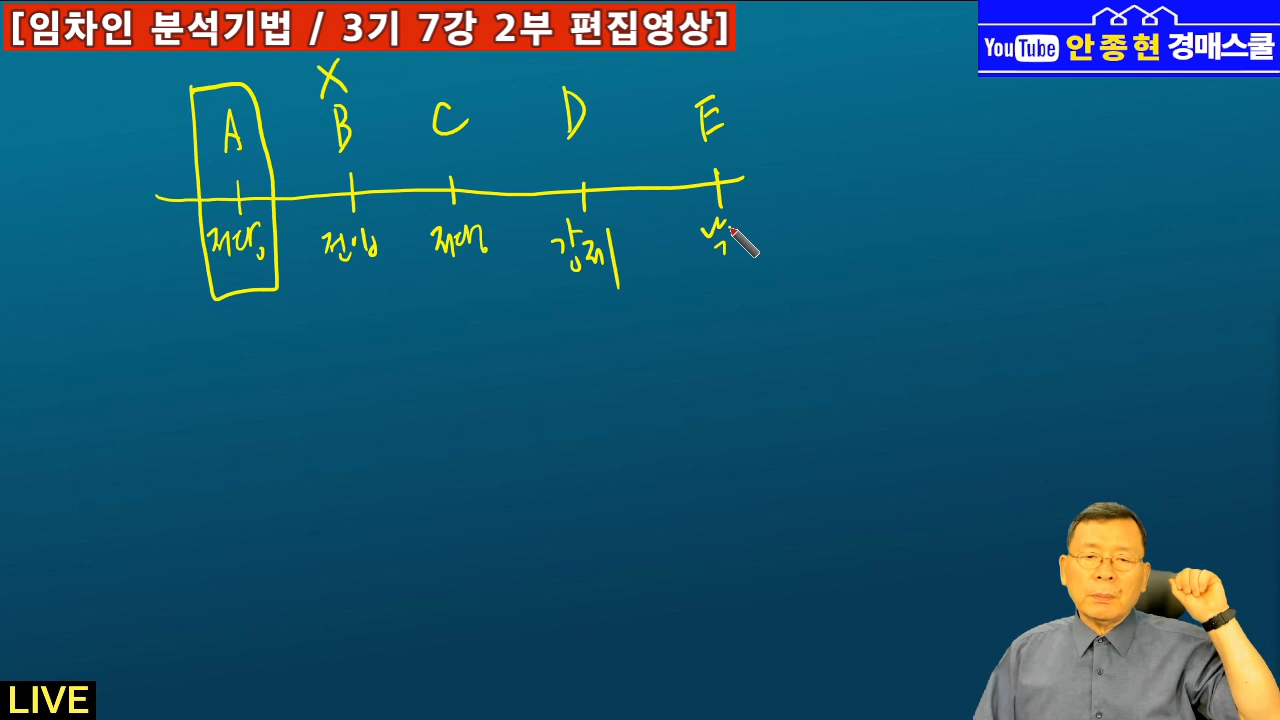 [임차인 분석기법 / 3기 7강 2부 편집영상]
YouTube 안종현 경매스쿨
X
A B C D E
저당 전입 저당 강제 낙
LIVE